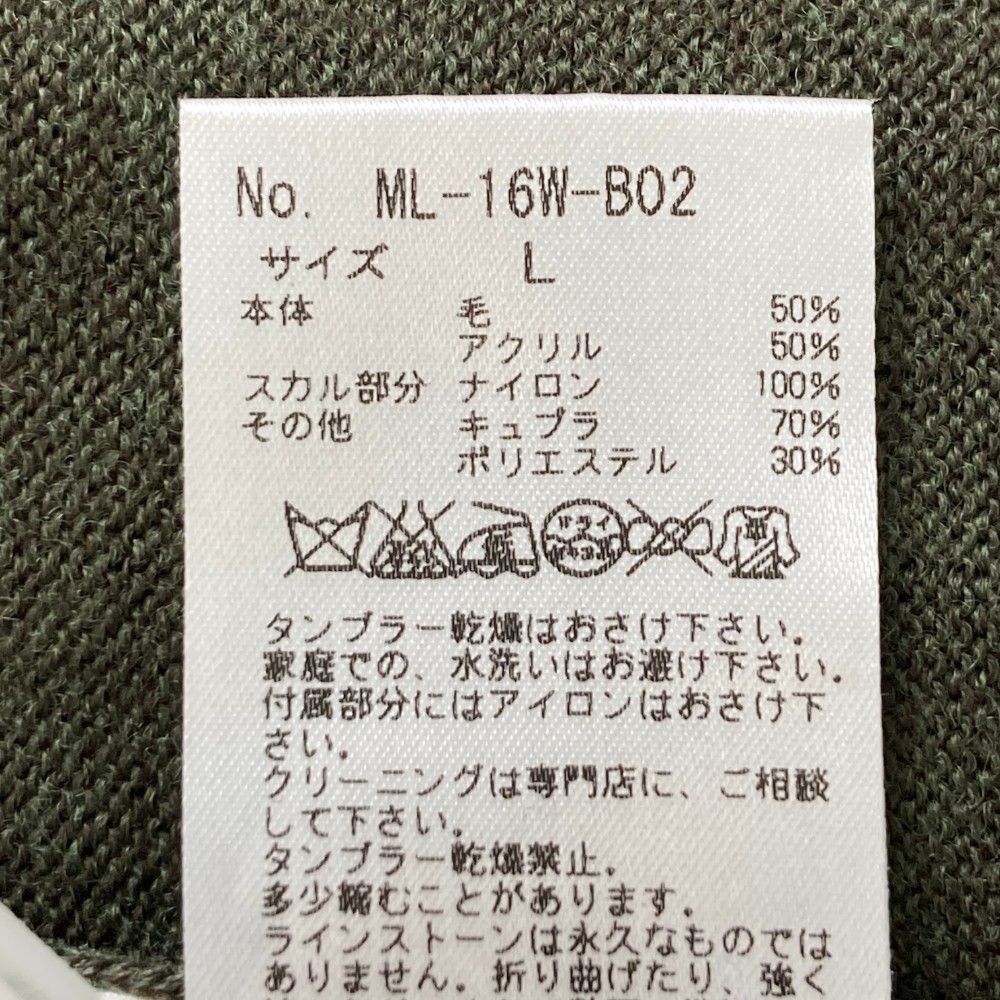 No. ML-16W-B02
サイズ L
本体 毛 50%
アクリル 50%
スカル部分 ナイロン 100%
その他 キュプラ 70%
ポリエステル 30%
ドライ
タンブラー乾燥はおさけ下さい.
家庭での、水洗いはお避け下さい.
付属部分にはアイロンはおさけ下
さい.
クリーニングは専門店に、ご相談
して下さい.
タンブラー乾燥禁止.
多少縮むことがあります.
ラインストーンは永久なものでは
ありません. 折り曲げたり、強く